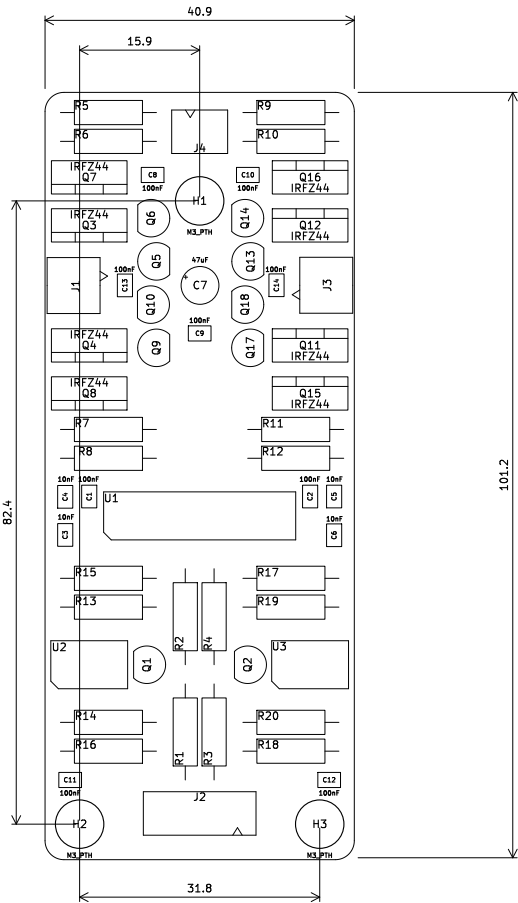 40.9
15.9
R5
R9
R6
R10
J4
IRFZ44
Q7
C8
100nF
C10
100nF
Q16
IRFZ44
IRFZ44
Q3
Q6
H1
M3_PTH
Q14
Q12
IRFZ44
Q5
47uF
Q13
100nF
C13
+
C7
100nF
C14
J1
J3
Q10
Q18
100nF
C9
IRFZ44
Q4
Q9
Q17
Q11
IRFZ44
IRFZ44
Q8
Q15
IRFZ44
R7
R11
R8
R12
101.2
82.4
10nF
C4
100nF
C1
U1
100nF
C2
10nF
C5
10nF
C3
10nF
C6
R15
R17
R13
R19
R2
R4
U2
Q1
Q2
U3
R14
R20
R16
R1
R3
R18
C11
100nF
J2
C12
100nF
H2
M3_PTH
H3
M3_PTH
31.8